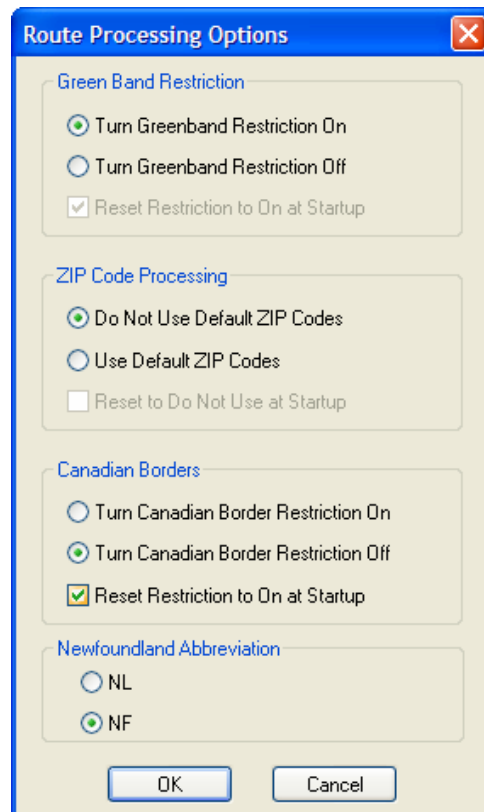 Route Processing Options
Green Band Restriction
Turn Greenband Restriction On
Turn Greenband Restriction Off
Reset Restriction to On at Startup
ZIP Code Processing
Do Not Use Default ZIP Codes
Use Default ZIP Codes
Reset to Do Not Use at Startup
Canadian Borders
Turn Canadian Border Restriction On
Turn Canadian Border Restriction Off
Reset Restriction to On at Startup
Newfoundland Abbreviation
NL
NF
OK Cancel